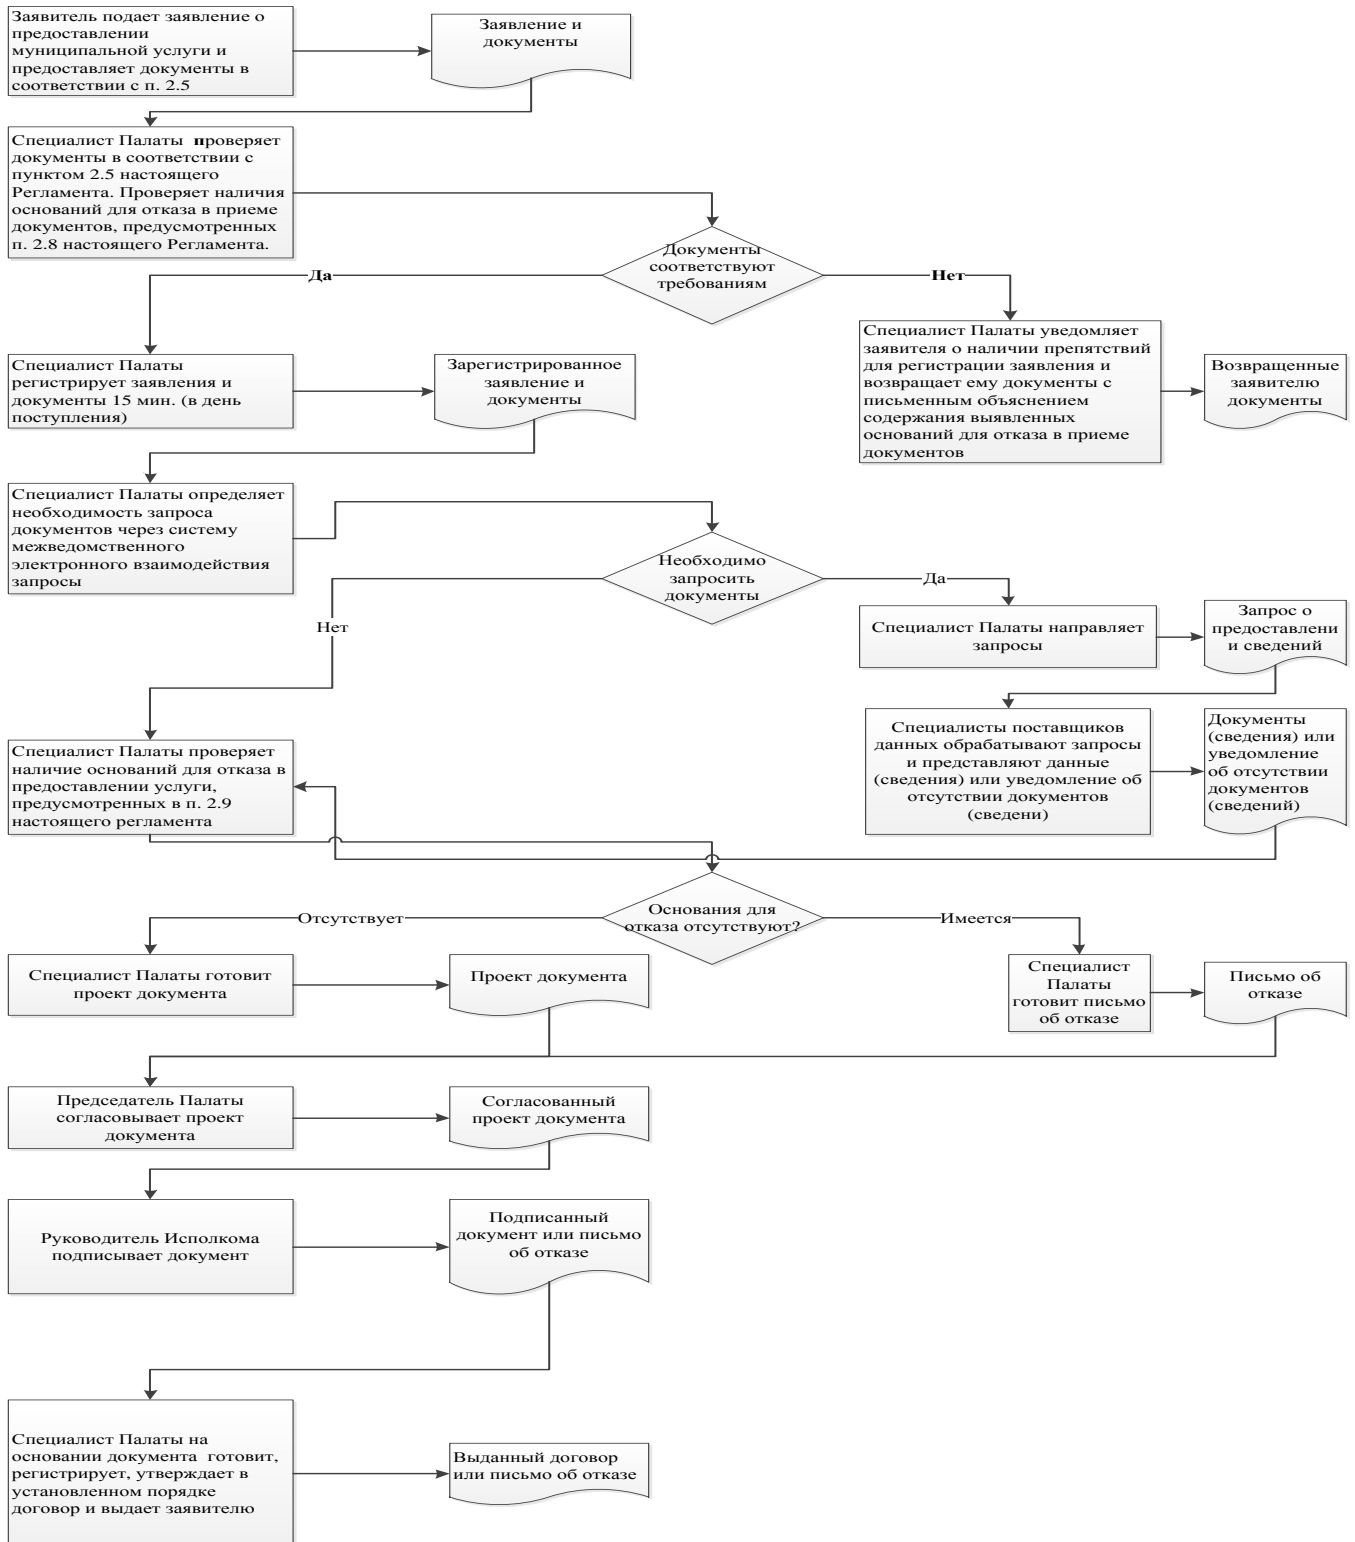 Заявитель подает заявление о
предоставлении
муниципальной услуги и
предоставляет документы в
соответствии с п. 2.5
Заявление и
документы
Специалист Палаты проверяет
документы в соответствии с
пунктом 2.5 настоящего
Регламента. Проверяет наличия
оснований для отказа в приеме
документов, предусмотренных
п. 2.8 настоящего Регламента.
Документы
соответствуют
требованиям
Да
Нет
Специалист Палаты
регистрирует заявления и
документы 15 мин. (в день
поступления)
Зарегистрированное
заявление и
документы
Специалист Палаты уведомляет
заявителя о наличии препятствий
для регистрации заявления и
возвращает ему документы с
письменным объяснением
содержания выявленных
оснований для отказа в приеме
документов
Возвращенные
заявителю
документы
Специалист Палаты определяет
необходимость запроса
документов через систему
межведомственного
электронного взаимодействия
запросы
Необходимо
запросить
документы
Да
Нет
Специалист Палаты направляет
запросы
Запрос о
предоставлени
и сведений
Специалисты поставщиков
данных обрабатывают запросы
и представляют данные
(сведения) или уведомление об
отсутствии документов
(сведени)
Документы
(сведения) или
уведомление
об отсутствии
документов
(сведений)
Специалист Палаты проверяет
наличие оснований для отказа в
предоставлении услуги,
предусмотренных в п. 2.9
настоящего регламента
Основания для
отказа отсутствуют?
Отсутствует
Имеется
Специалист Палаты готовит
проект документа
Проект документа
Специалист
Палаты
готовит письмо
об отказе
Письмо об
отказе
Председатель Палаты
согласовывает проект
документа
Согласованный
проект документа
Руководитель Исполкома
подписывает документ
Подписанный
документ или письмо
об отказе
Специалист Палаты на
основании документа готовит,
регистрирует, утверждает в
установленном порядке
договор и выдает заявителю
Выданный договор
или письмо об отказе